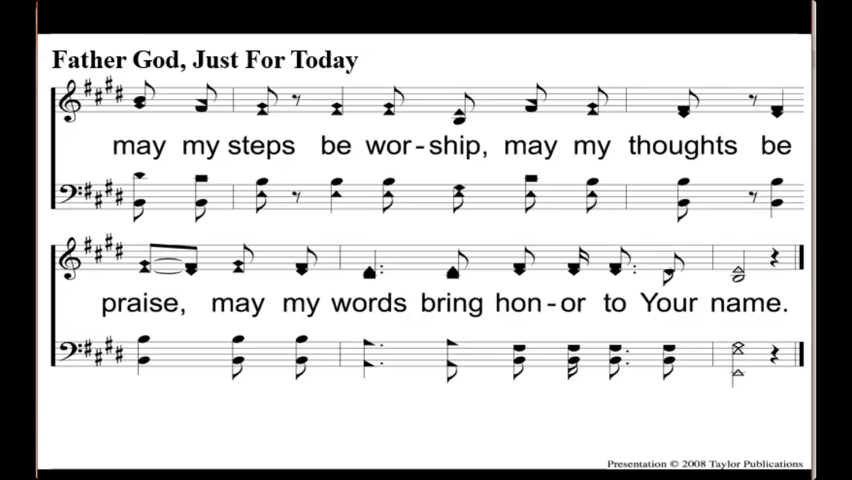 Father God, Just For Today
may my steps be wor-ship, may my thoughts be
praise, may my words bring hon-or to Your name.
Presentation © 2008 Taylor Publications